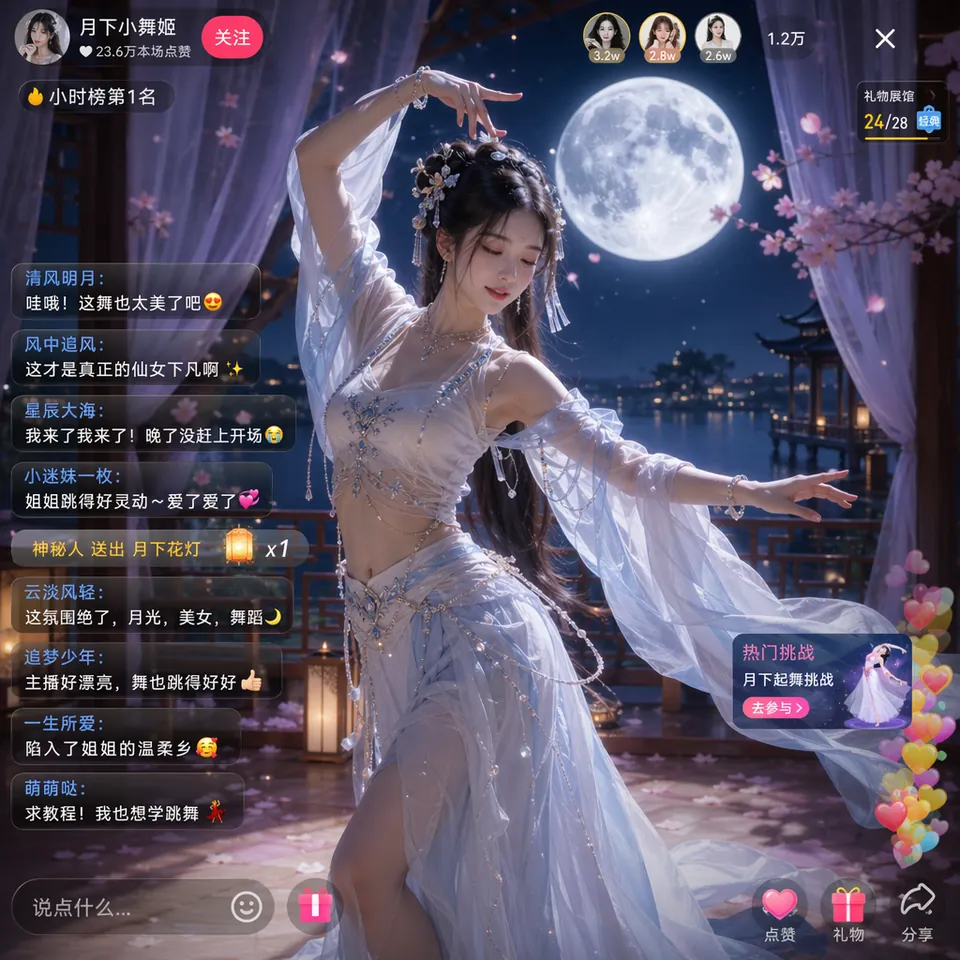 月下小舞姬
23.6万本场点赞
关注
3.2w
2.8w
2.6w
1.2万
小时榜第1名
礼物展馆
24/28
经典
清风明月：
哇哦！这舞也太美了吧😍
风中追风：
这才是真正的仙女下凡啊 ✨
星辰大海：
我来了我来了！晚了没赶上开场😭
小迷妹一枚：
姐姐跳得好灵动～爱了爱了💞
神秘人 送出 月下花灯 x1
云淡风轻：
这氛围绝了，月光，美女，舞蹈🌙
追梦少年：
主播好漂亮，舞也跳得好好👍🏻
一生所爱：
陷入了姐姐的温柔乡🥰
萌萌哒：
求教程！我也想学跳舞 💃
热门挑战
月下起舞挑战
去参与 >
说点什么...
点赞
礼物
分享